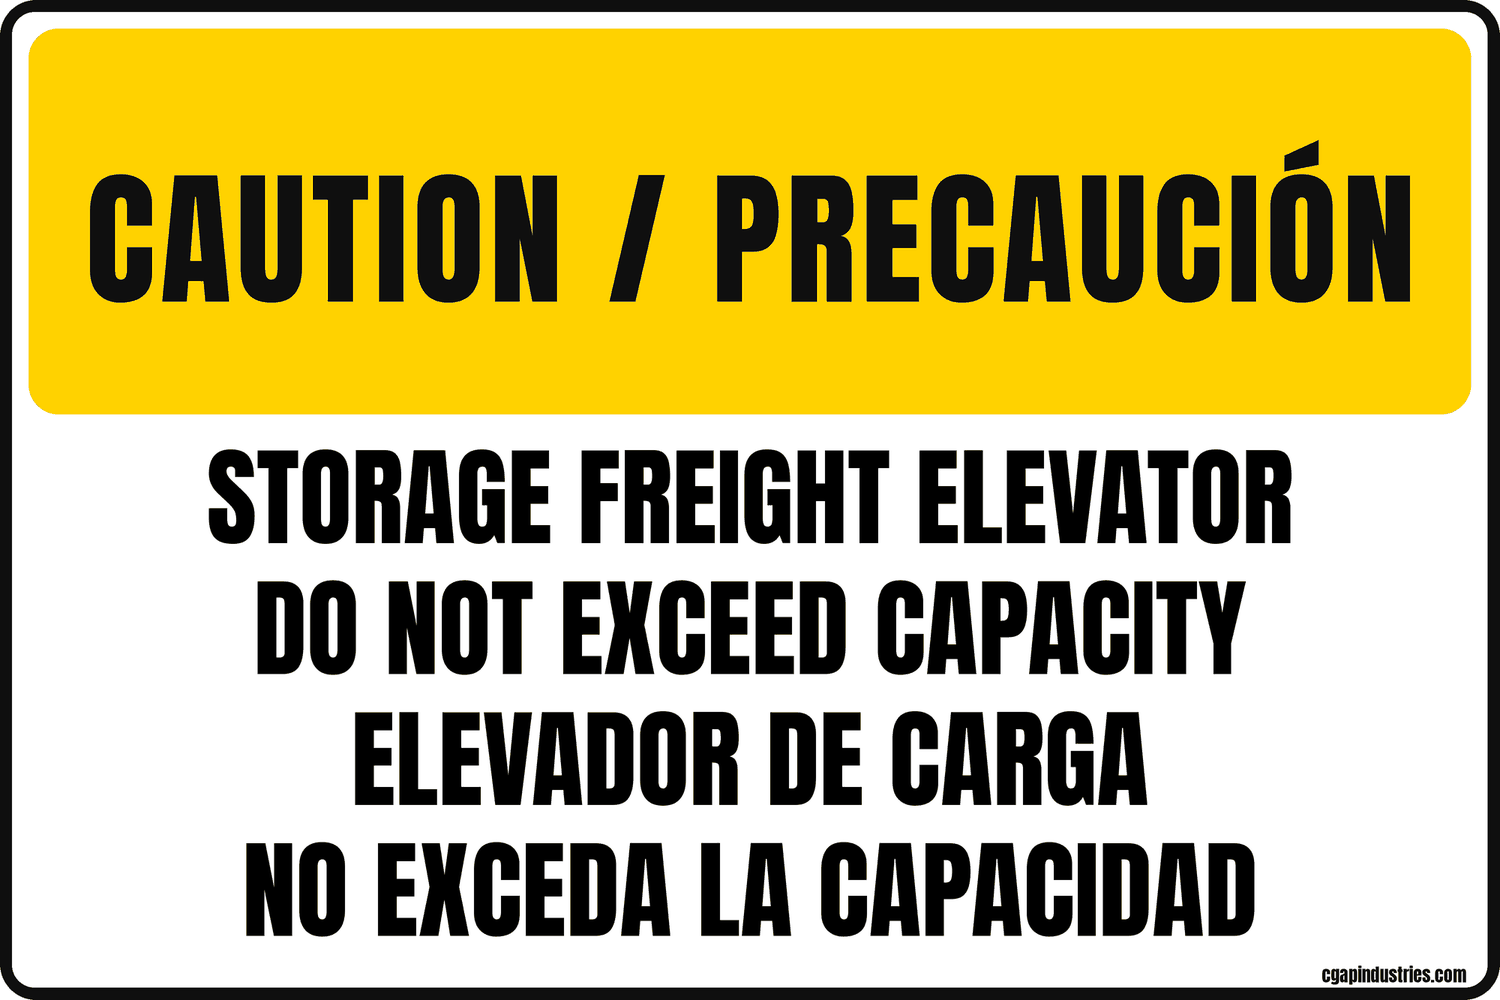 CAUTION / PRECAUCIÓN
STORAGE FREIGHT ELEVATOR
DO NOT EXCEED CAPACITY
ELEVADOR DE CARGA
NO EXCEDA LA CAPACIDAD
cgapindustries.com